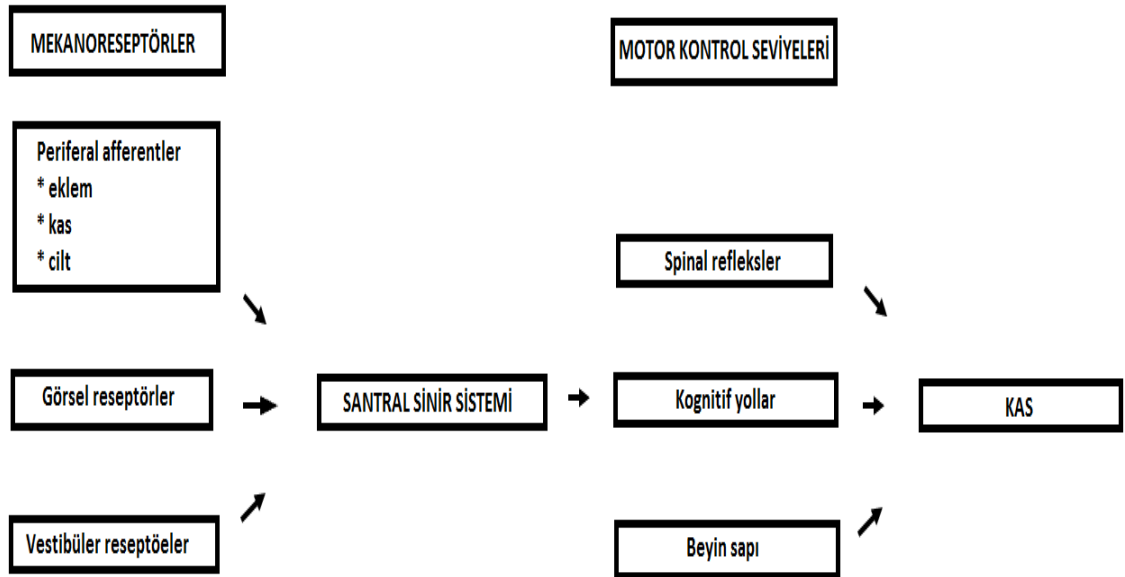 MEKANORESEPTÖRLER
MOTOR KONTROL SEVİYELERİ
Periferal afferentler
* eklem
* kas
* cilt
Spinal refleksler
Görsel reseptörler
SANTRAL SİNİR SİSTEMİ
Kognitif yollar
KAS
Vestibüler reseptöeler
Beyin sapı